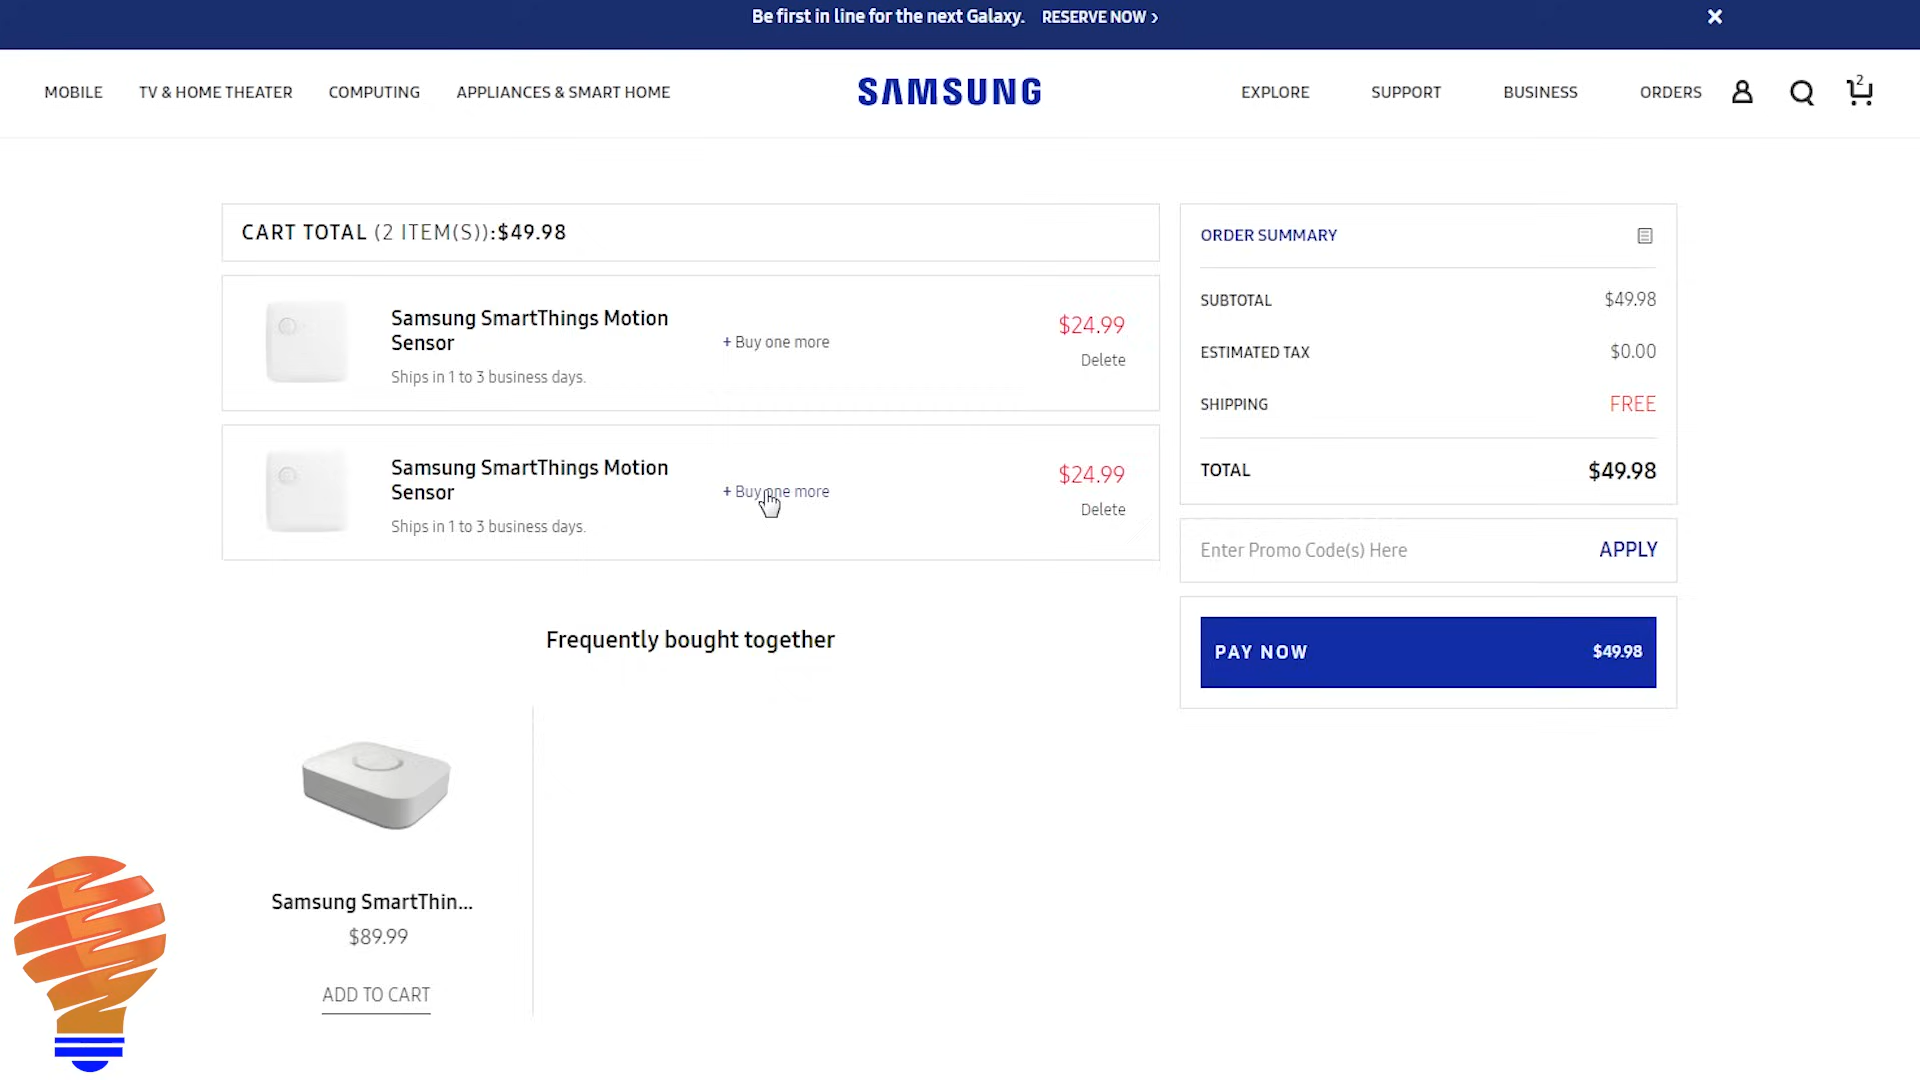 Be first in line for the next Galaxy. RESERVE NOW ›
MOBILE TV & HOME THEATER COMPUTING APPLIANCES & SMART HOME SAMSUNG EXPLORE SUPPORT BUSINESS ORDERS 2
CART TOTAL (2 ITEM(S)):$49.98
Samsung SmartThings Motion
Sensor
Ships in 1 to 3 business days.
+ Buy one more
$24.99
Delete
Samsung SmartThings Motion
Sensor
Ships in 1 to 3 business days.
+ Buy one more
$24.99
Delete
ORDER SUMMARY
SUBTOTAL $49.98
ESTIMATED TAX $0.00
SHIPPING FREE
TOTAL $49.98
Enter Promo Code(s) Here APPLY
PAY NOW $49.98
Frequently bought together
Samsung SmartThin...
$89.99
ADD TO CART